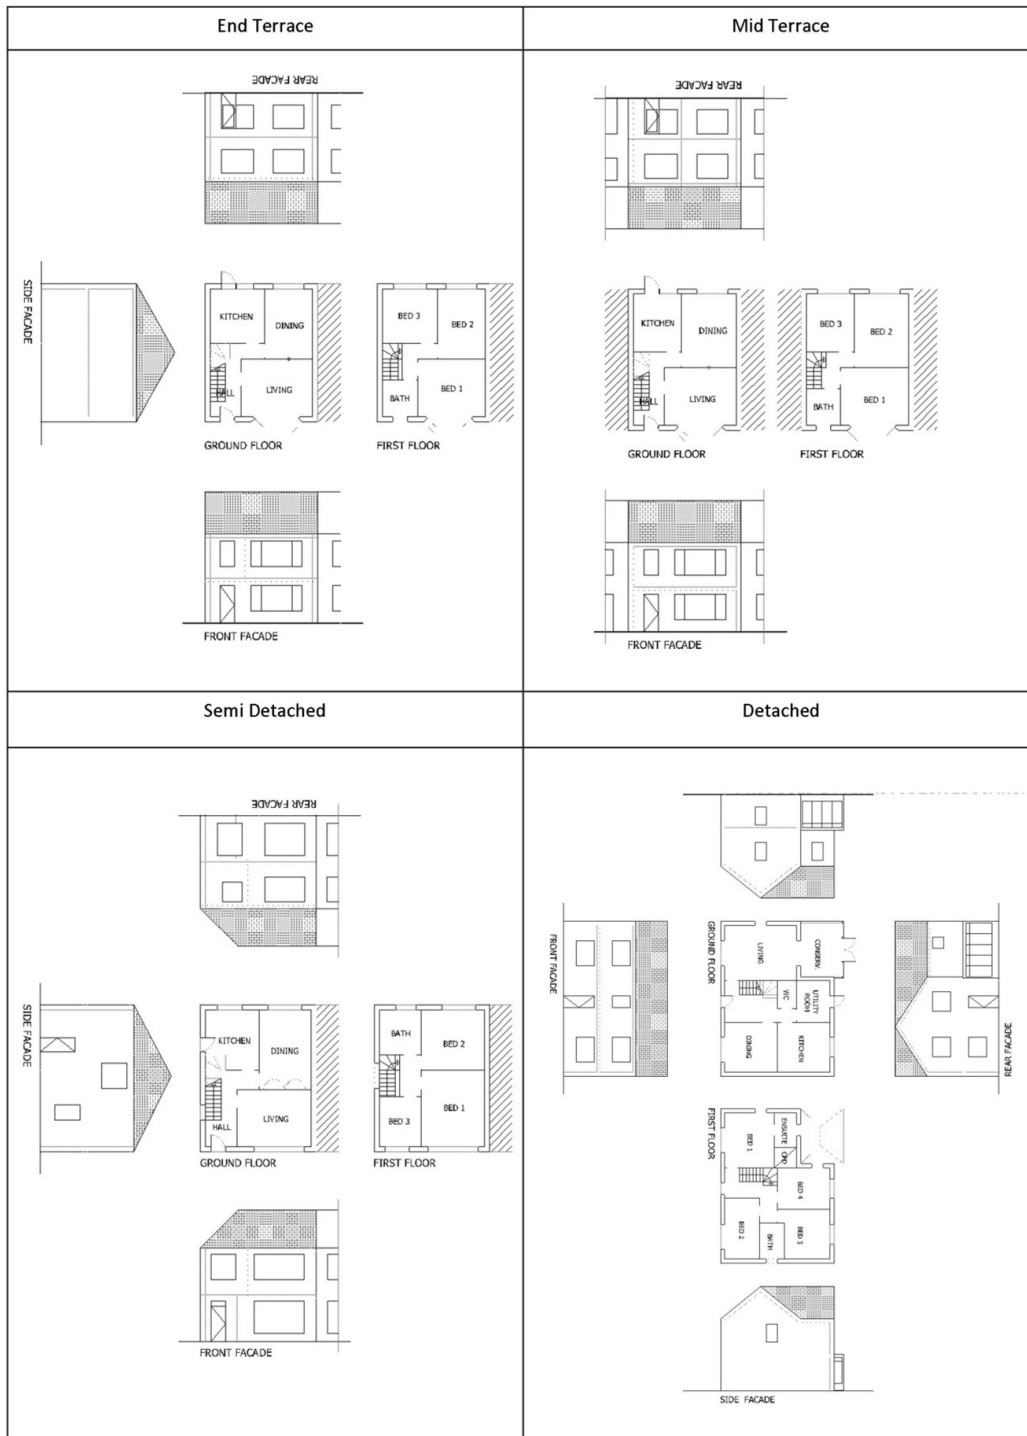 End Terrace
Mid Terrace
REAR FACADE
SIDE FACADE
KITCHEN
DINING
HALL
LIVING
GROUND FLOOR
BED 3
BED 2
BATH
BED 1
FIRST FLOOR
FRONT FACADE
REAR FACADE
KITCHEN
DINING
HALL
LIVING
GROUND FLOOR
BED 3
BED 2
BATH
BED 1
FIRST FLOOR
FRONT FACADE
Semi Detached
Detached
REAR FACADE
SIDE FACADE
KITCHEN
DINING
HALL
LIVING
GROUND FLOOR
BATH
BED 2
BED 3
BED 1
FIRST FLOOR
FRONT FACADE
FRONT FACADE
GROUND FLOOR
LIVING
CONSERV.
WC
UTILITY
ROOM
DINING
KITCHEN
REAR FACADE
FIRST FLOOR
BED 1
ENSUITE
CPD
BED 4
BED 2
BATH
BED 3
SIDE FACADE